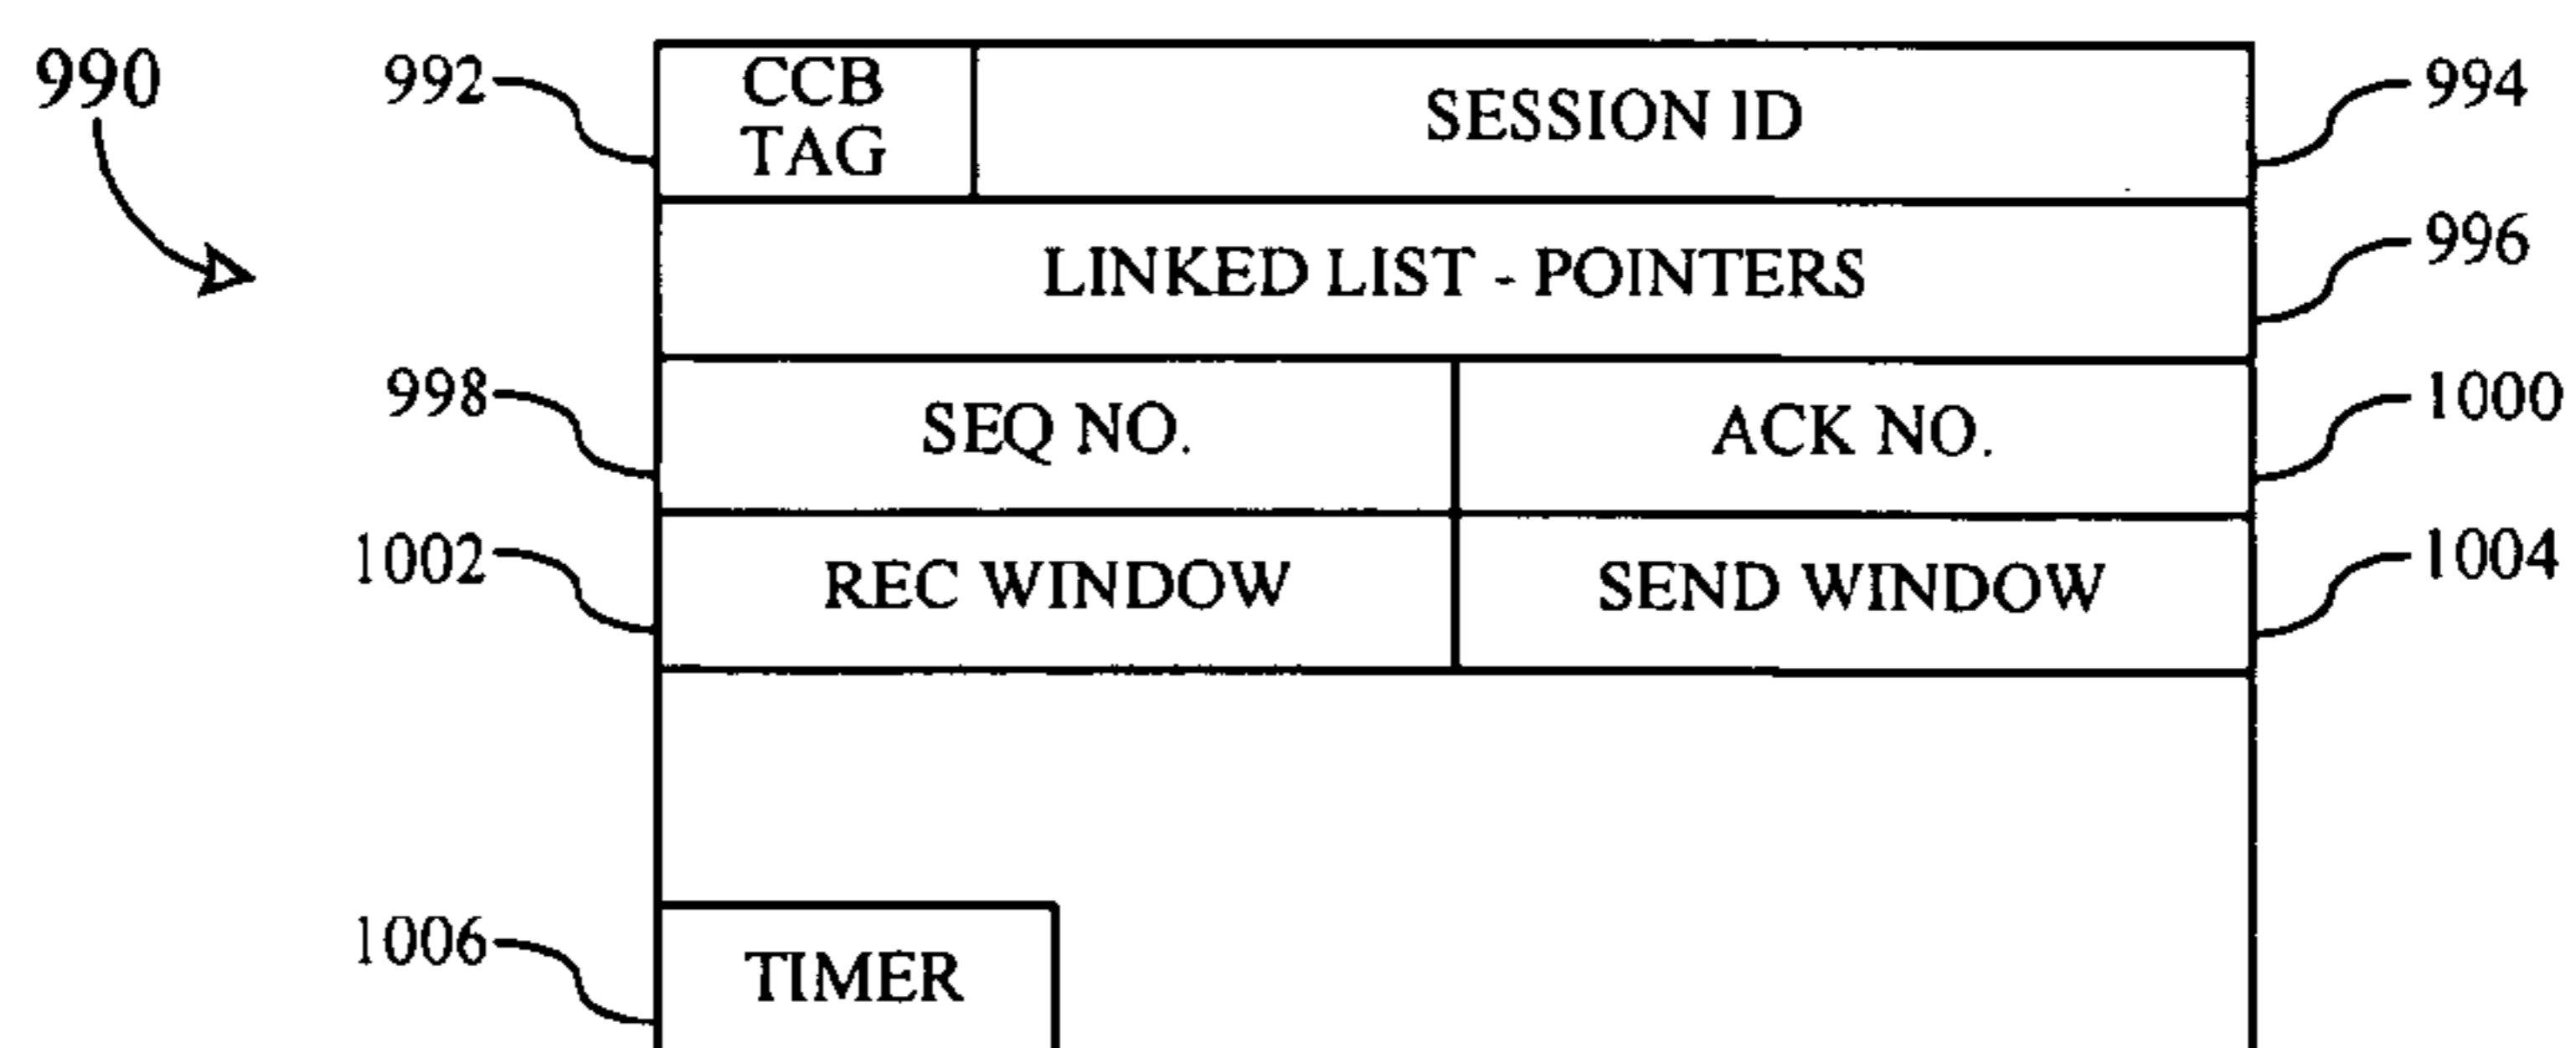 990
992
CCB
TAG
SESSION ID
994
LINKED LIST - POINTERS
996
998
SEQ NO.
ACK NO.
1000
1002
REC WINDOW
SEND WINDOW
1004
1006
TIMER